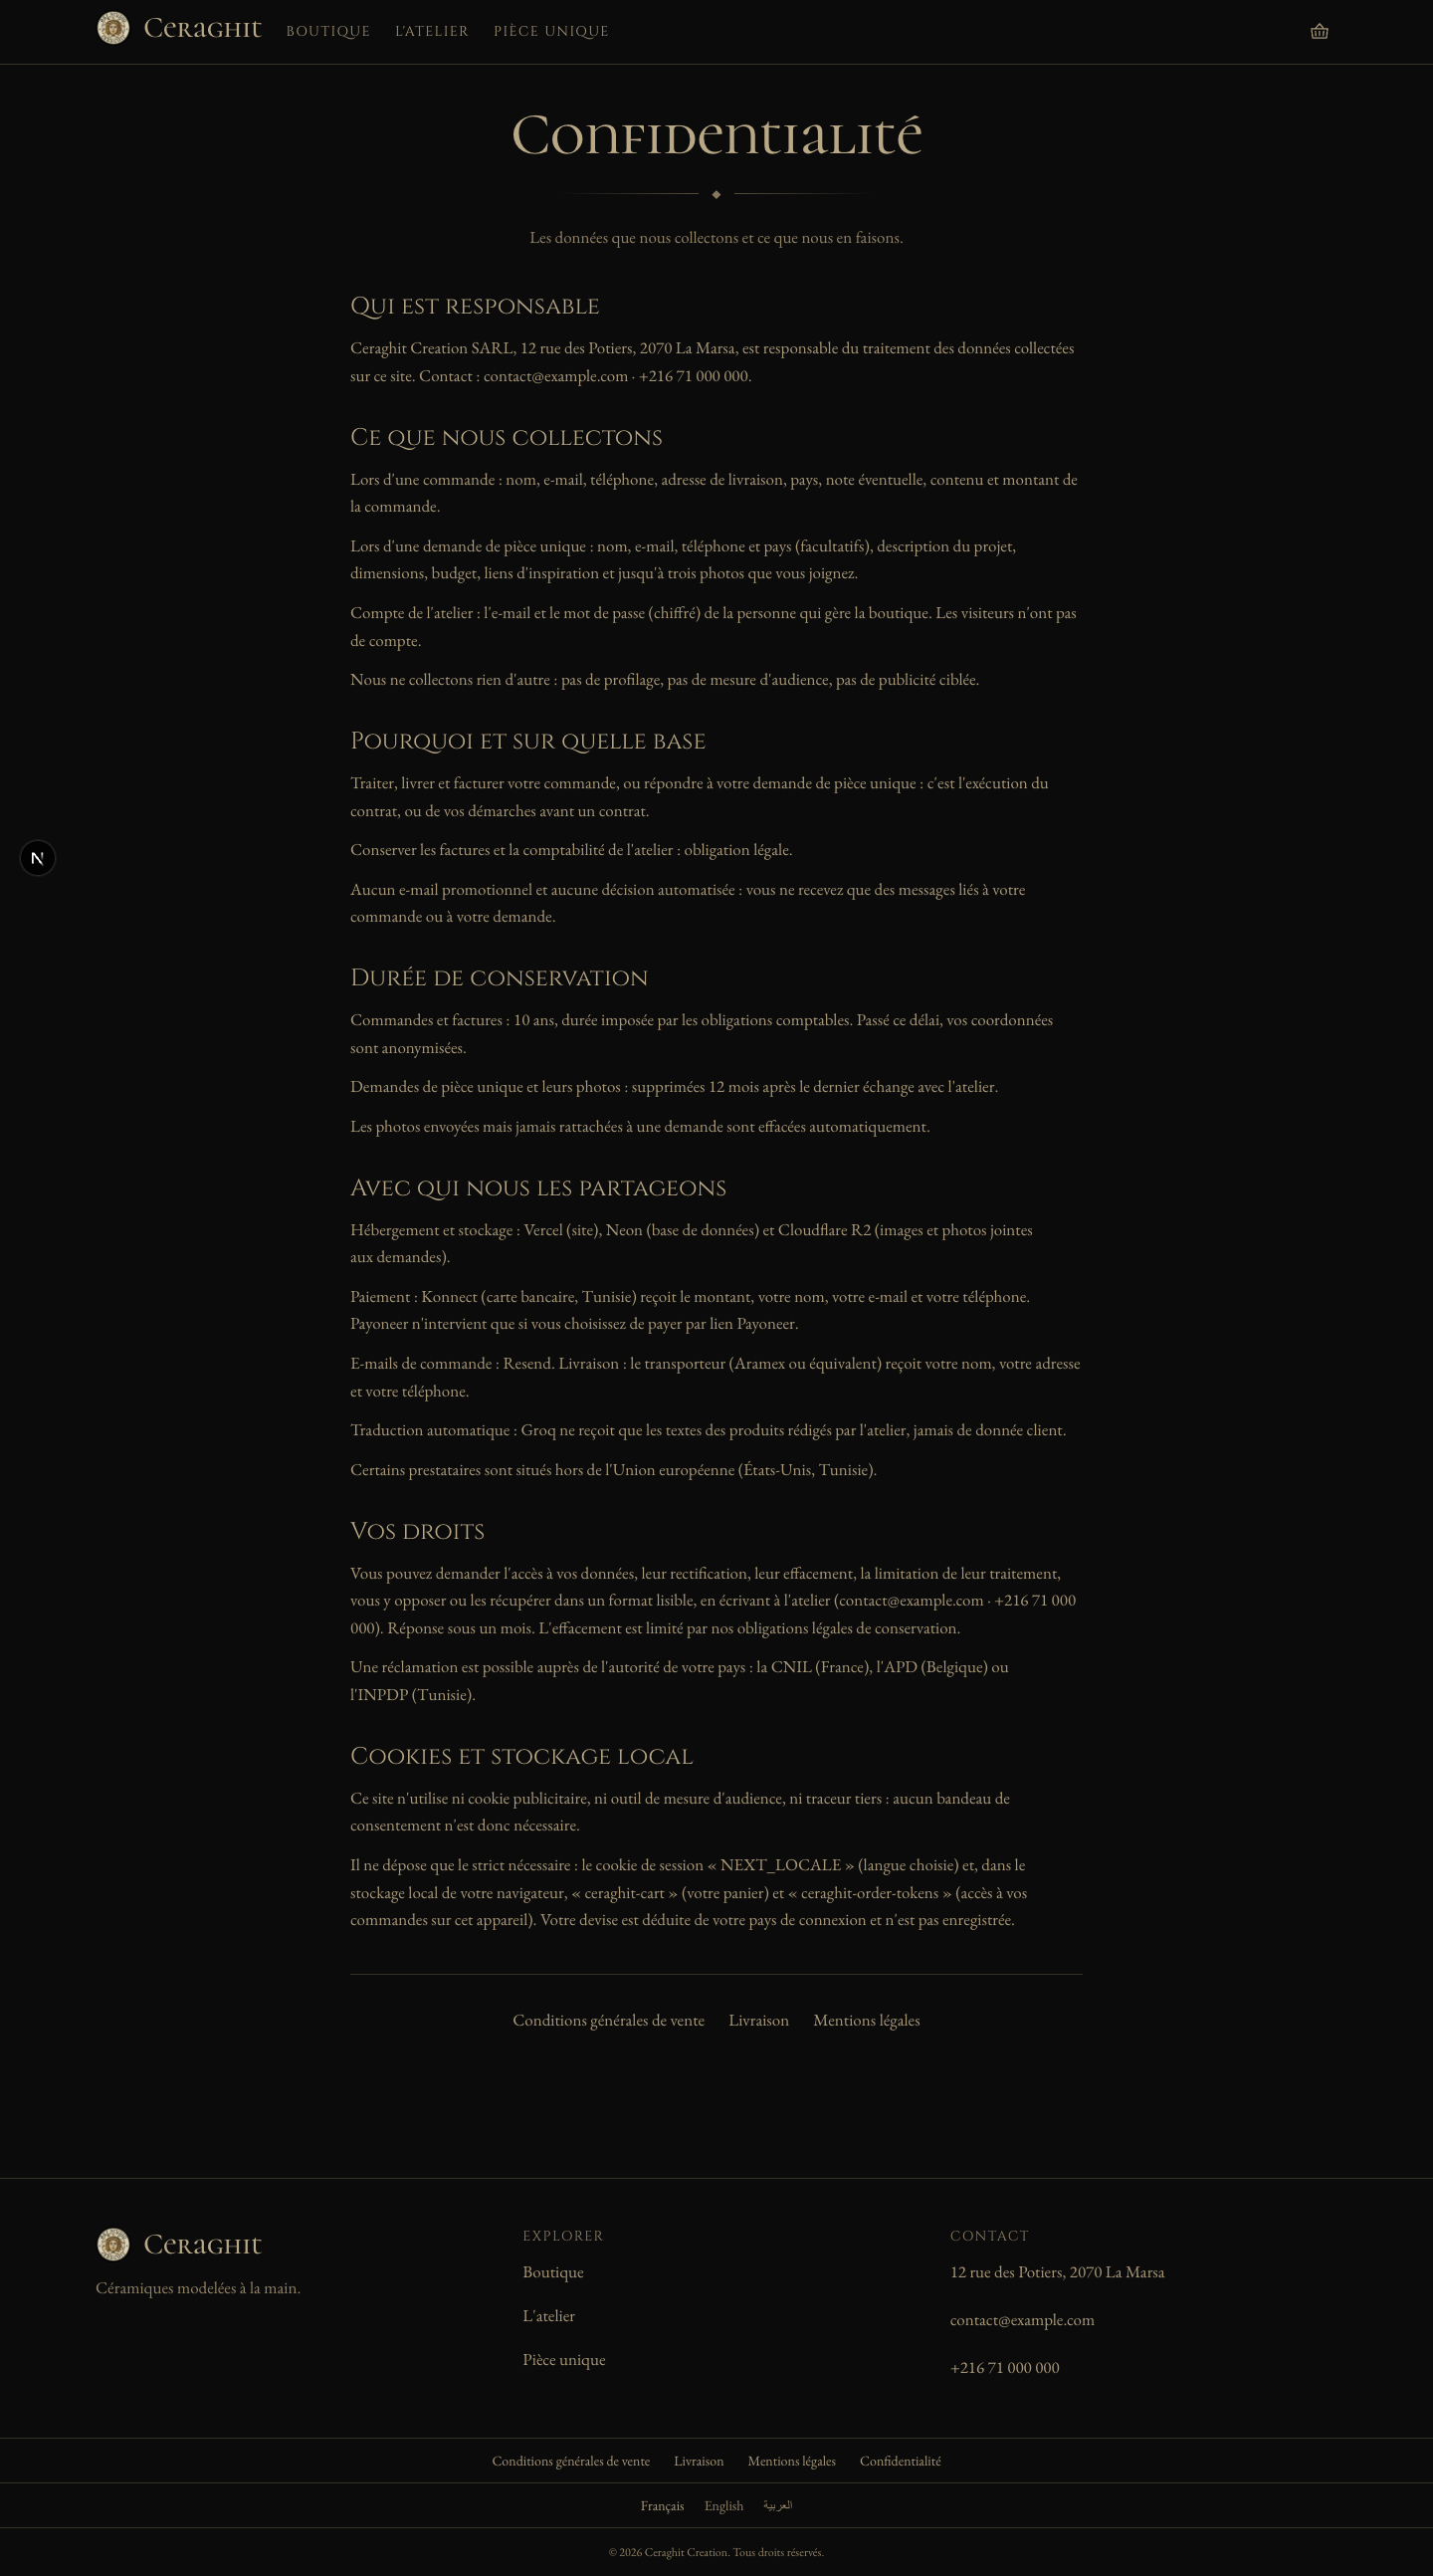 Ceraghit BOUTIQUE L'ATELIER PIÈCE UNIQUE
Confidentialité
Les données que nous collectons et ce que nous en faisons.
Qui est responsable
Ceraghit Creation SARL, 12 rue des Potiers, 2070 La Marsa, est responsable du traitement des données collectées
sur ce site. Contact : contact@example.com · +216 71 000 000.
Ce que nous collectons
Lors d'une commande : nom, e-mail, téléphone, adresse de livraison, pays, note éventuelle, contenu et montant de
la commande.
Lors d'une demande de pièce unique : nom, e-mail, téléphone et pays (facultatifs), description du projet,
dimensions, budget, liens d'inspiration et jusqu'à trois photos que vous joignez.
Compte de l'atelier : l'e-mail et le mot de passe (chiffré) de la personne qui gère la boutique. Les visiteurs n'ont pas
de compte.
Nous ne collectons rien d'autre : pas de profilage, pas de mesure d'audience, pas de publicité ciblée.
Pourquoi et sur quelle base
Traiter, livrer et facturer votre commande, ou répondre à votre demande de pièce unique : c'est l'exécution du
contrat, ou de vos démarches avant un contrat.
N
Conserver les factures et la comptabilité de l'atelier : obligation légale.
Aucun e-mail promotionnel et aucune décision automatisée : vous ne recevez que des messages liés à votre
commande ou à votre demande.
Durée de conservation
Commandes et factures : 10 ans, durée imposée par les obligations comptables. Passé ce délai, vos coordonnées
sont anonymisées.
Demandes de pièce unique et leurs photos : supprimées 12 mois après le dernier échange avec l'atelier.
Les photos envoyées mais jamais rattachées à une demande sont effacées automatiquement.
Avec qui nous les partageons
Hébergement et stockage : Vercel (site), Neon (base de données) et Cloudflare R2 (images et photos jointes
aux demandes).
Paiement : Konnect (carte bancaire, Tunisie) reçoit le montant, votre nom, votre e-mail et votre téléphone.
Payoneer n'intervient que si vous choisissez de payer par lien Payoneer.
E-mails de commande : Resend. Livraison : le transporteur (Aramex ou équivalent) reçoit votre nom, votre adresse
et votre téléphone.
Traduction automatique : Groq ne reçoit que les textes des produits rédigés par l'atelier, jamais de donnée client.
Certains prestataires sont situés hors de l'Union européenne (États-Unis, Tunisie).
Vos droits
Vous pouvez demander l'accès à vos données, leur rectification, leur effacement, la limitation de leur traitement,
vous y opposer ou les récupérer dans un format lisible, en écrivant à l'atelier (contact@example.com · +216 71 000
000). Réponse sous un mois. L'effacement est limité par nos obligations légales de conservation.
Une réclamation est possible auprès de l'autorité de votre pays : la CNIL (France), l'APD (Belgique) ou
l'INPDP (Tunisie).
Cookies et stockage local
Ce site n'utilise ni cookie publicitaire, ni outil de mesure d'audience, ni traceur tiers : aucun bandeau de
consentement n'est donc nécessaire.
Il ne dépose que le strict nécessaire : le cookie de session « NEXT_LOCALE » (langue choisie) et, dans le
stockage local de votre navigateur, « ceraghit-cart » (votre panier) et « ceraghit-order-tokens » (accès à vos
commandes sur cet appareil). Votre devise est déduite de votre pays de connexion et n'est pas enregistrée.
Conditions générales de vente Livraison Mentions légales
Ceraghit
Céramiques modelées à la main.
EXPLORER
Boutique
L'atelier
Pièce unique
CONTACT
12 rue des Potiers, 2070 La Marsa
contact@example.com
+216 71 000 000
Conditions générales de vente Livraison Mentions légales Confidentialité
Français English العربية
© 2026 Ceraghit Creation. Tous droits réservés.